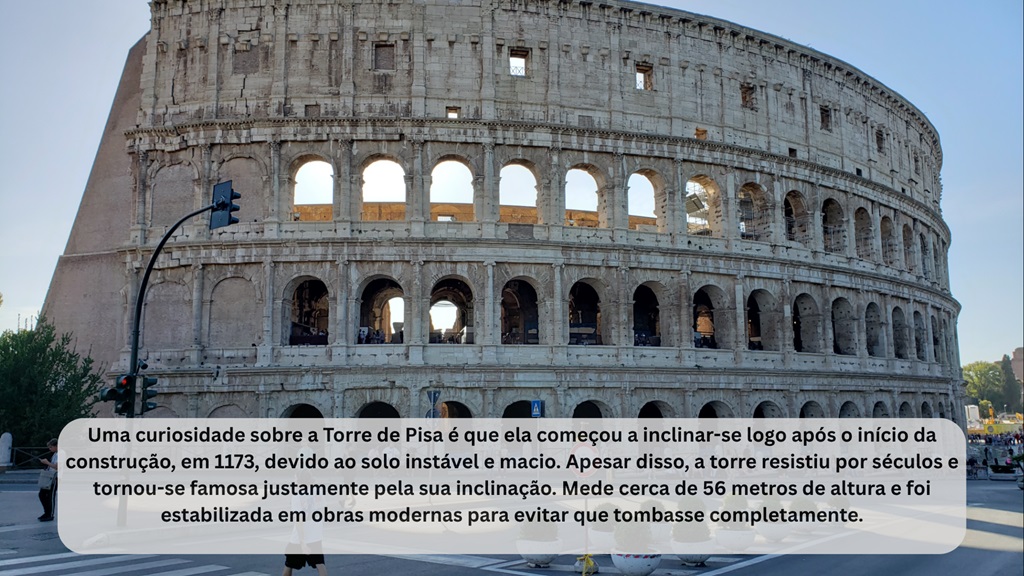 Uma curiosidade sobre a Torre de Pisa é que ela começou a inclinar-se logo após o início da
construção, em 1173, devido ao solo instável e macio. Apesar disso, a torre resistiu por séculos e
tornou-se famosa justamente pela sua inclinação. Mede cerca de 56 metros de altura e foi
estabilizada em obras modernas para evitar que tombasse completamente.